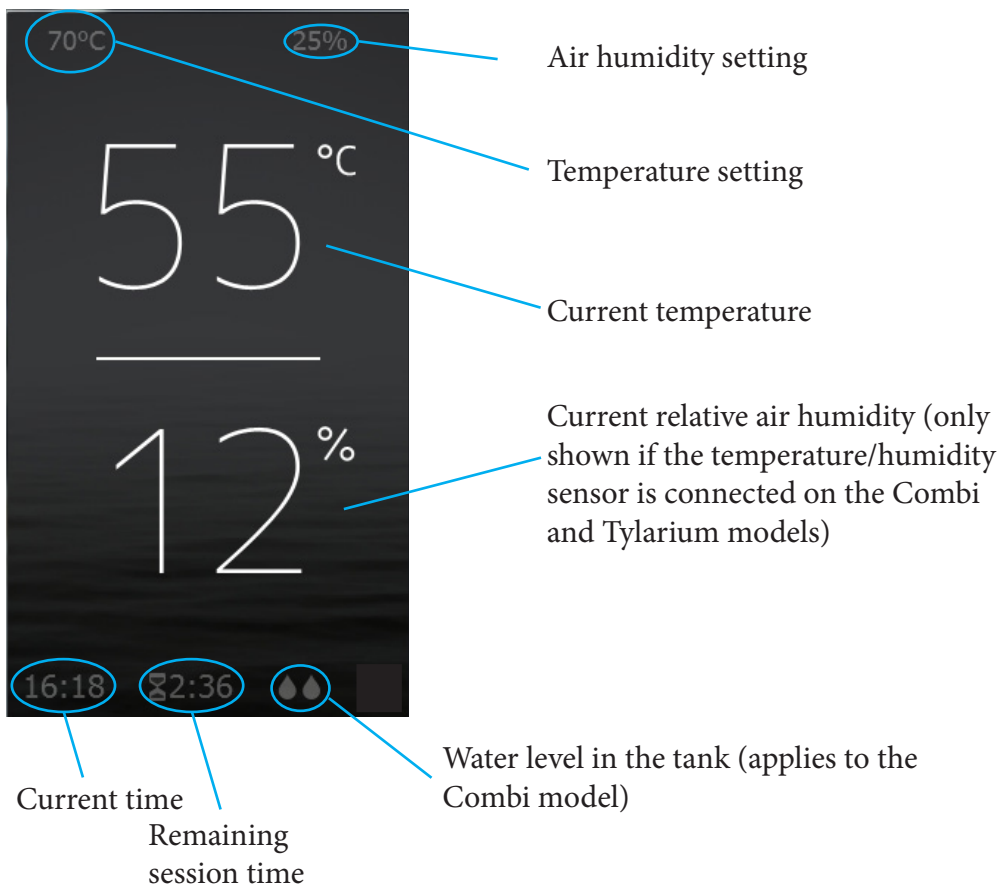 70°C
25%
Air humidity setting
Temperature setting
55 °C
Current temperature
12 %
Current relative air humidity (only
shown if the temperature/humidity
sensor is connected on the Combi
and Tylarium models)
16:18
2:36
Water level in the tank (applies to the
Combi model)
Current time
Remaining
session time